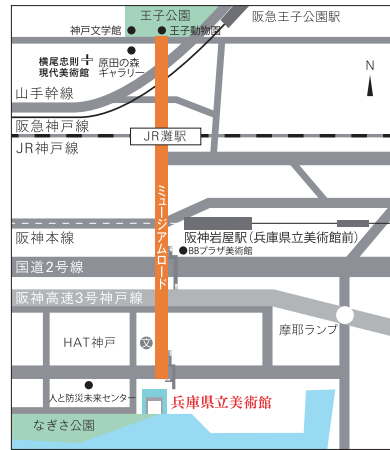 王子公園
阪急王子公園駅
神戸文学館
王子動物園
横尾忠則
現代美術館
原田の森
ギャラリー
N
山手幹線
阪急神戸線
JR灘駅
JR神戸線
ミュージアムロード
阪神岩屋駅(兵庫県立美術館前)
阪神本線
BBプラザ美術館
国道2号線
阪神高速3号神戸線
摩耶ランプ
HAT神戸
文
人と防災未来センター
兵庫県立美術館
なぎさ公園